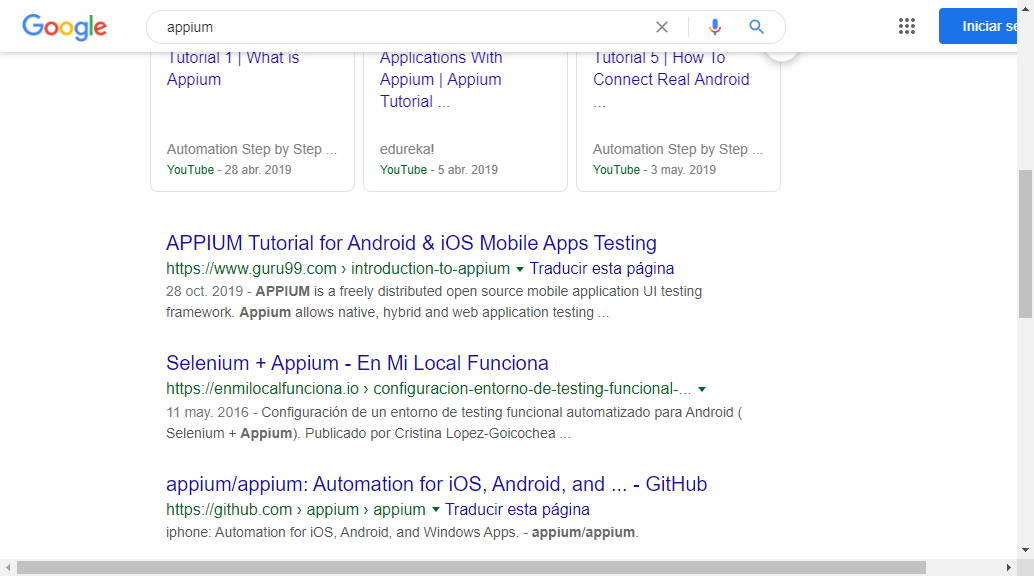 Google
appium
Iniciar se
Tutorial 1 | What is
Appium
Automation Step by Step ...
YouTube - 28 abr. 2019
Applications With
Appium | Appium
Tutorial ...
edureka!
YouTube - 5 abr. 2019
Tutorial 5 | How To
Connect Real Android
...
Automation Step by Step ...
YouTube - 3 may. 2019
APPIUM Tutorial for Android & iOS Mobile Apps Testing
https://www.guru99.com › introduction-to-appium ▼ Traducir esta página
28 oct. 2019 - APPIUM is a freely distributed open source mobile application UI testing
framework. Appium allows native, hybrid and web application testing ...
Selenium + Appium - En Mi Local Funciona
https://enmilocalfunciona.io › configuracion-entorno-de-testing-funcional-... ▼
11 may. 2016 - Configuración de un entorno de testing funcional automatizado para Android (
Selenium + Appium). Publicado por Cristina Lopez-Goicochea ...
appium/appium: Automation for iOS, Android, and ... - GitHub
https://github.com › appium › appium ▼ Traducir esta página
iphone: Automation for iOS, Android, and Windows Apps. - appium/appium.